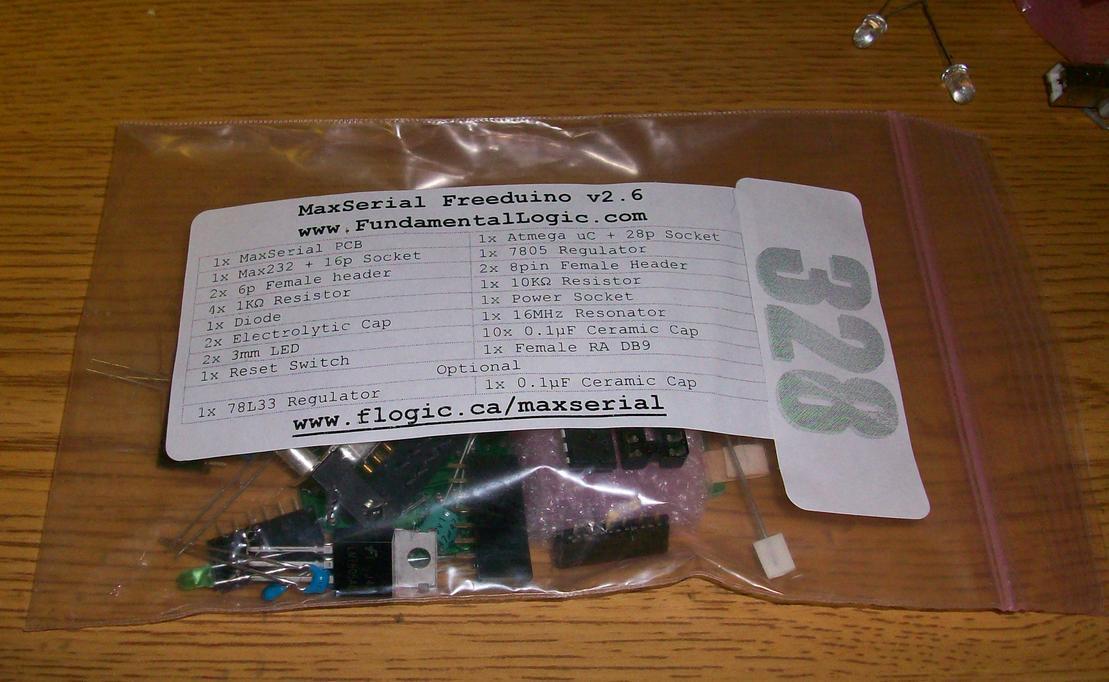 MaxSerial Freeduino v2.6
www.FundamentalLogic.com
1x MaxSerial PCB
1x Max232 + 16p Socket
2x 6p Female header
4x 1KΩ Resistor
1x Diode
2x Electrolytic Cap
2x 3mm LED
1x Reset Switch
1x Atmega uC + 28p Socket
1x 7805 Regulator
2x 8pin Female Header
1x 10KΩ Resistor
1x Power Socket
1x 16MHz Resonator
10x 0.1µF Ceramic Cap
1x Female RA DB9
Optional
1x 78L33 Regulator
1x 0.1µF Ceramic Cap
www.flogic.ca/maxserial
328